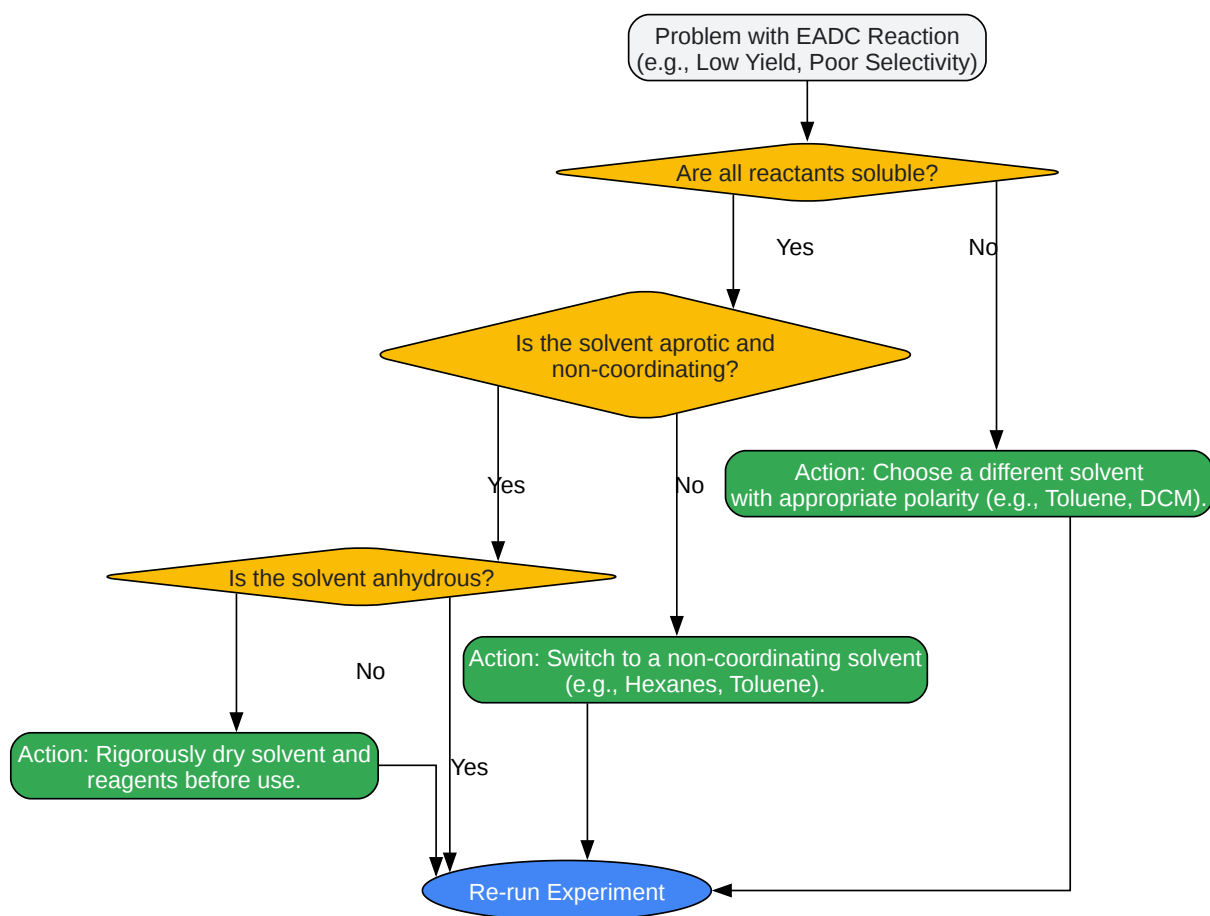 Problem with EADC Reaction
(e.g., Low Yield, Poor Selectivity)
Are all reactants soluble?
Yes
No
Is the solvent aprotic and
non-coordinating?
Yes
No
Action: Choose a different solvent
with appropriate polarity (e.g., Toluene, DCM).
Is the solvent anhydrous?
No
Yes
Action: Switch to a non-coordinating solvent
(e.g., Hexanes, Toluene).
Action: Rigorously dry solvent and
reagents before use.
Re-run Experiment